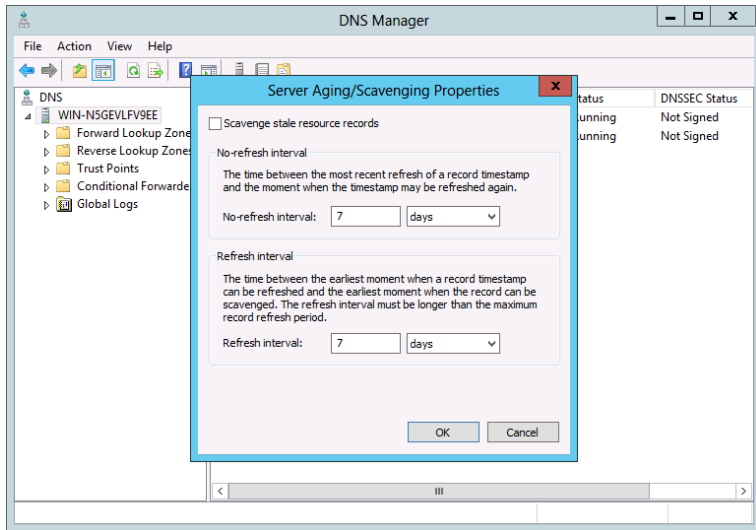 DNS Manager
File Action View Help
DNS
WIN-N5GEVLFV9EE
Forward Lookup Zone
Reverse Lookup Zones
Trust Points
Conditional Forwarde
Global Logs
DNSSEC Status
Not Signed
Not Signed
Server Aging/Scavenging Properties
x
Scavenge stale resource records
No-refresh interval
The time between the most recent refresh of a record timestamp
and the moment when the timestamp may be refreshed again.
No-refresh interval: 7 days
Refresh interval
The time between the earliest moment when a record timestamp
can be refreshed and the earliest moment when the record can be
scavenged. The refresh interval must be longer than the maximum
record refresh period.
Refresh interval: 7 days
OK Cancel